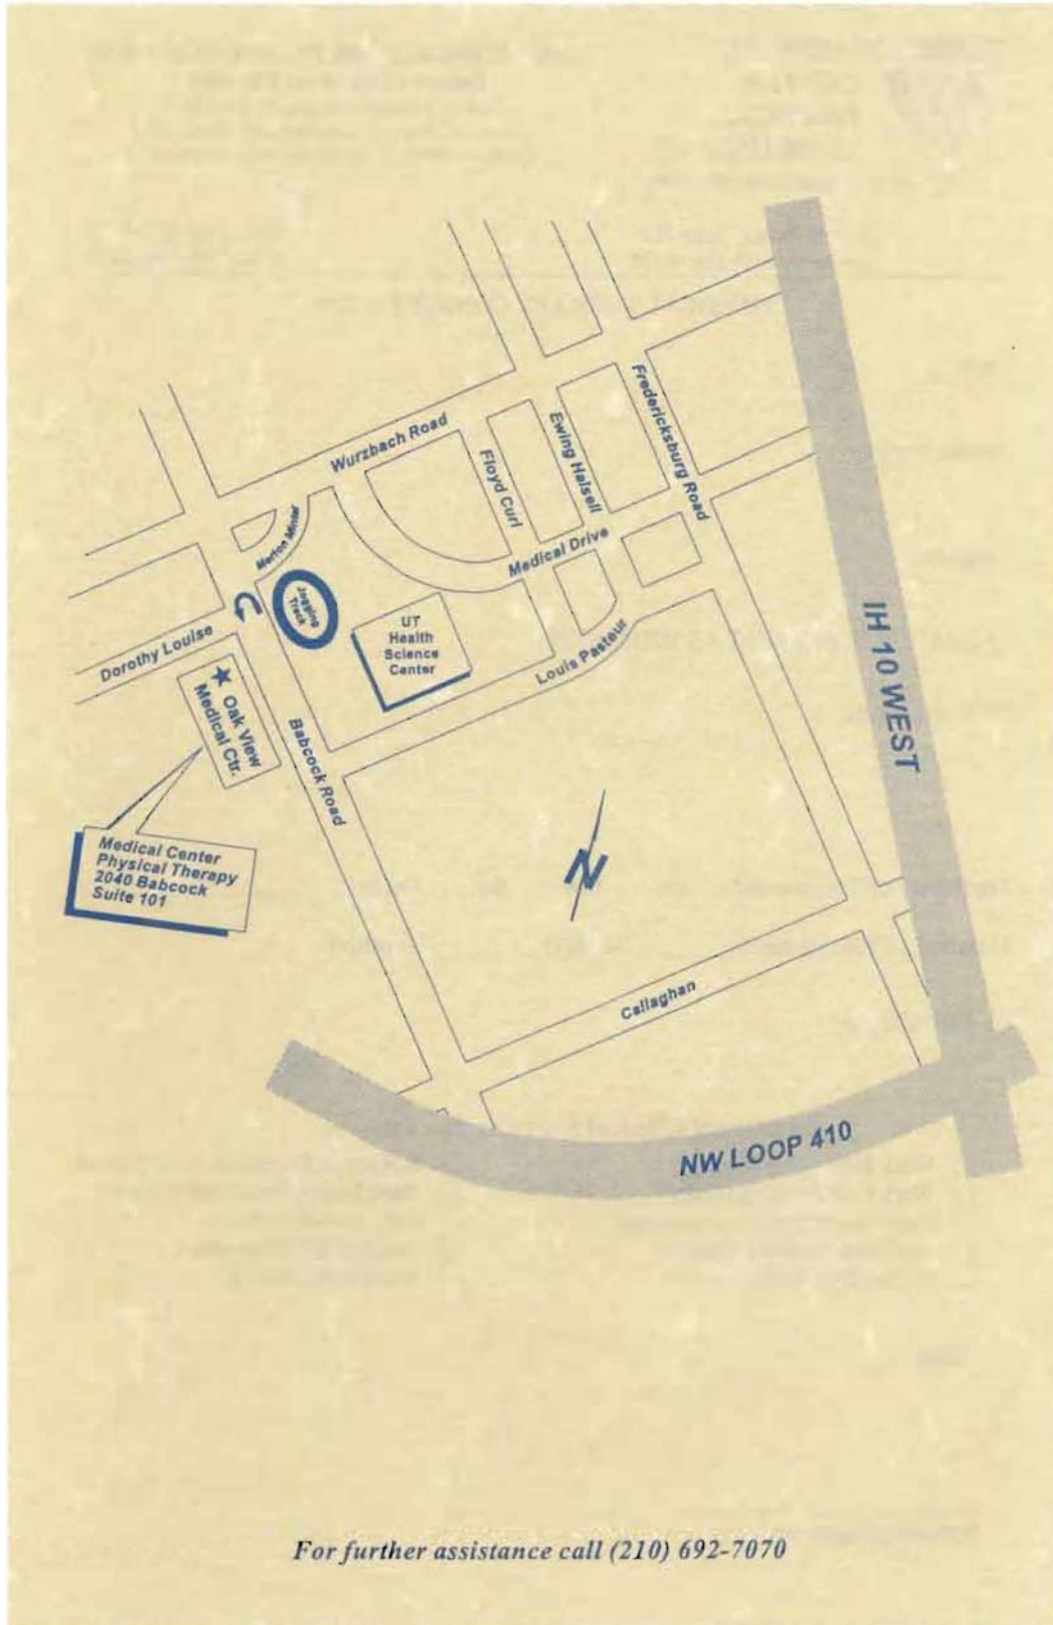 Wurzbach Road
Floyd Curl
Ewing Halsell
Fredericksburg Road
Merton Minter
Medical Drive
Jogging
Track
UT
Health
Science
Center
Louis Pasteur
IH 10 WEST
Dorothy Louise
★ Oak View
Medical Ctr.
Babcock Road
Medical Center
Physical Therapy
2040 Babcock
Suite 101
N
Callaghan
NW LOOP 410
For further assistance call (210) 692-7070